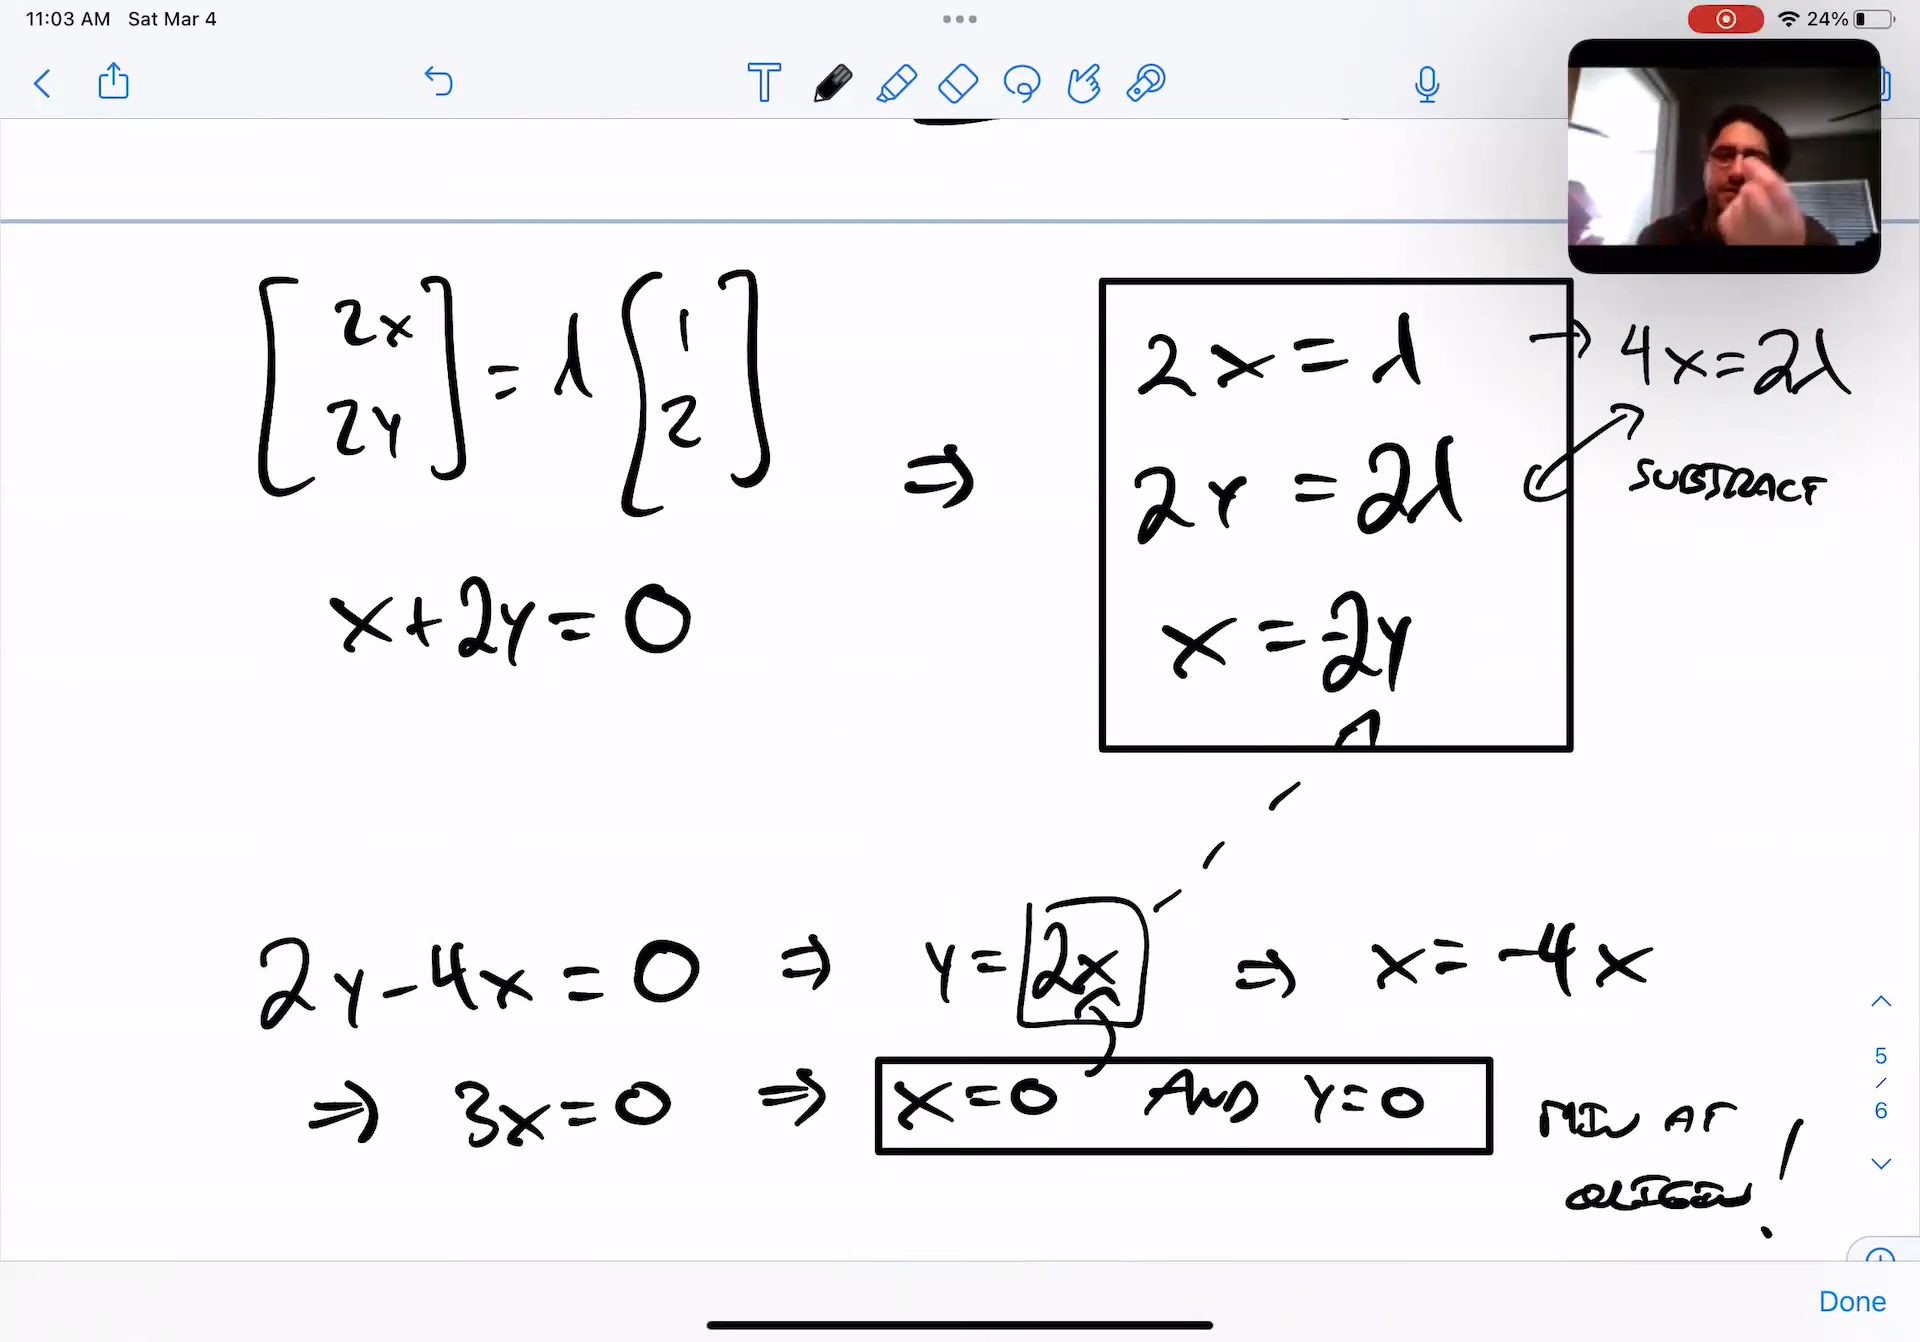 11:03 AM Sat Mar 4
24%
[2x 2y] = λ [1 2]
x+2y=0
⇒
2x=λ → 4x=2λ
2y=2λ
SUBTRACT
x=-2y
2y-4x=0 ⇒ y=2x ⇒ x=-4x
⇒ 3x=0 ⇒ x=0 AND y=0
MIN AT
ORIGIN!
5
/
6
Done